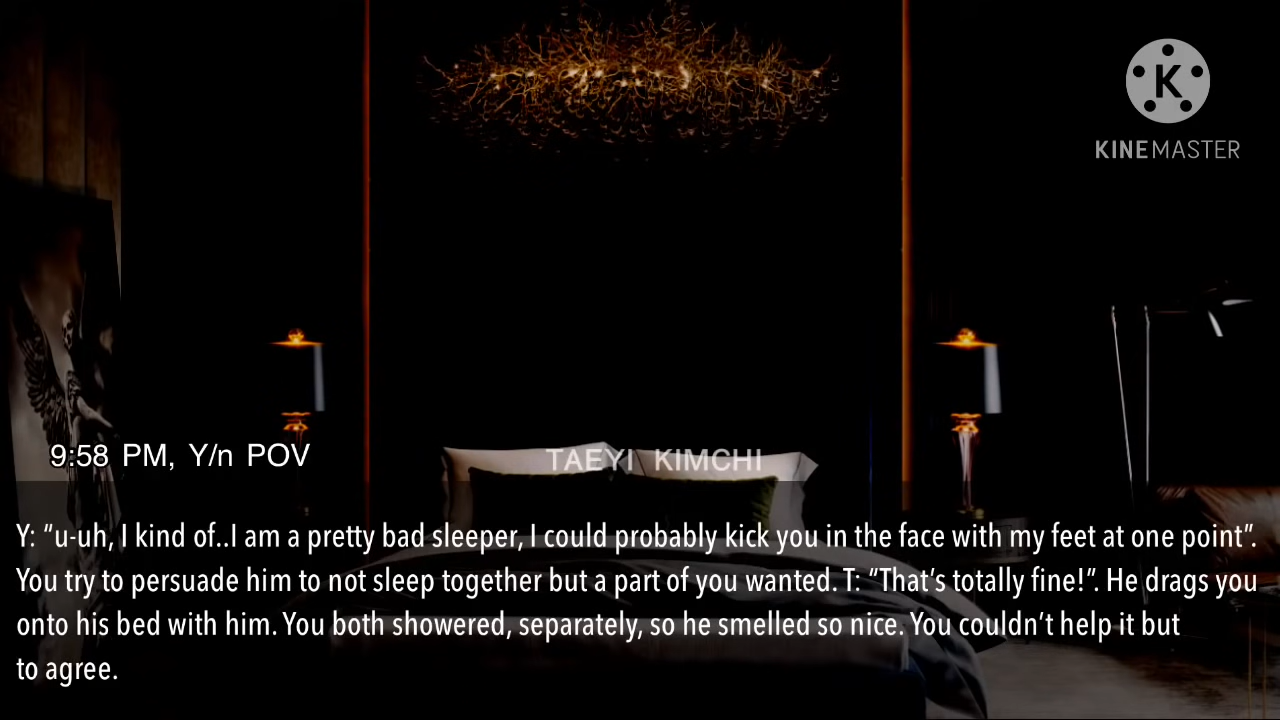 K
KINEMASTER
9:58 PM, Y/n POV
TAEYI KIMCHI
Y: “u-uh, I kind of..I am a pretty bad sleeper, I could probably kick you in the face with my feet at one point”.
You try to persuade him to not sleep together but a part of you wanted. T: “That’s totally fine!”. He drags you
onto his bed with him. You both showered, separately, so he smelled so nice. You couldn’t help it but
to agree.